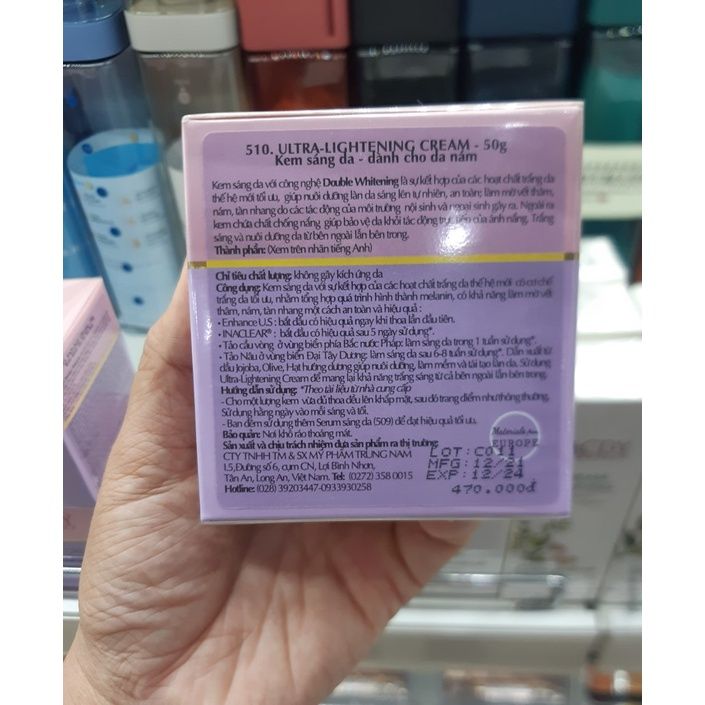 510. ULTRA-LIGHTENING CREAM - 50g
Kem sáng da - dành cho da nám
Kem sáng da với công nghệ Double Whitening là sự kết hợp của các hoạt chất trắng da
thế hệ mới tối ưu, giúp nuôi dưỡng làn da sáng lên tự nhiên, an toàn; làm mờ vết thâm,
nám, tàn nhang do các tác động của môi trường nội sinh và ngoại sinh gây ra. Ngoài ra
kem chứa chất chống nắng giúp bảo vệ da khỏi tác động trực tiếp của ánh nắng. Trắng
sáng và nuôi dưỡng da từ bên ngoài lẫn bên trong.
Thành phần: (Xem trên nhãn tiếng Anh)
Chỉ tiêu chất lượng: không gây kích ứng da
Công dụng: Kem sáng da với sự kết hợp của các hoạt chất trắng da thế hệ mới có cơ chế
trắng da tối ưu, nhằm tổng hợp quá trình hình thành melanin, có khả năng làm mờ vết
thâm, nám, tàn nhang một cách an toàn và hiệu quả :
• Enhance U.S : bắt đầu có hiệu quả ngay khi thoa lần đầu tiên.
• INACLEAR® : bắt đầu có hiệu quả sau 5 ngày sử dụng*.
• Tảo cầu vòng ở vùng biển phía Bắc nước Pháp: làm sáng da trong 1 tuần sử dụng*.
• Tảo Nâu ở vùng biển Đại Tây Dương: làm sáng da sau 6-8 tuần sử dụng*. Dẫn xuất từ
dầu Jojoba, Olive, Hạt hướng dương giúp nuôi dưỡng, làm mềm và tái tạo làn da. Sử dụng
Ultra-Lightening Cream để mang lại khả năng trắng sáng từ cả bên ngoài lẫn bên trong.
Hướng dẫn sử dụng: *Theo tài liệu từ nhà cung cấp
- Cho một lượng kem vừa đủ thoa đều lên khắp mặt, sau đó trang điểm như thông thường.
Sử dụng hằng ngày vào mỗi sáng và tối.
- Ban đêm sử dụng thêm Serum sáng da (509) để đạt hiệu quả tối ưu.
Bảo quản: Nơi khô ráo thoáng mát.
Sản xuất và chịu trách nhiệm đưa sản phẩm ra thị trường:
CTY TNHH TM & SX MỸ PHẨM TRUNG NAM
L5, Đường số 6, cụm CN, Lợi Bình Nhơn,
Tân An, Long An, Việt Nam. Tel: (0272) 358 0015
Hotline: (028) 39203447-0933930258
Materials from
EUROPE
LOT: C011
MFG: 12/21
EXP: 12/24
470.000đ